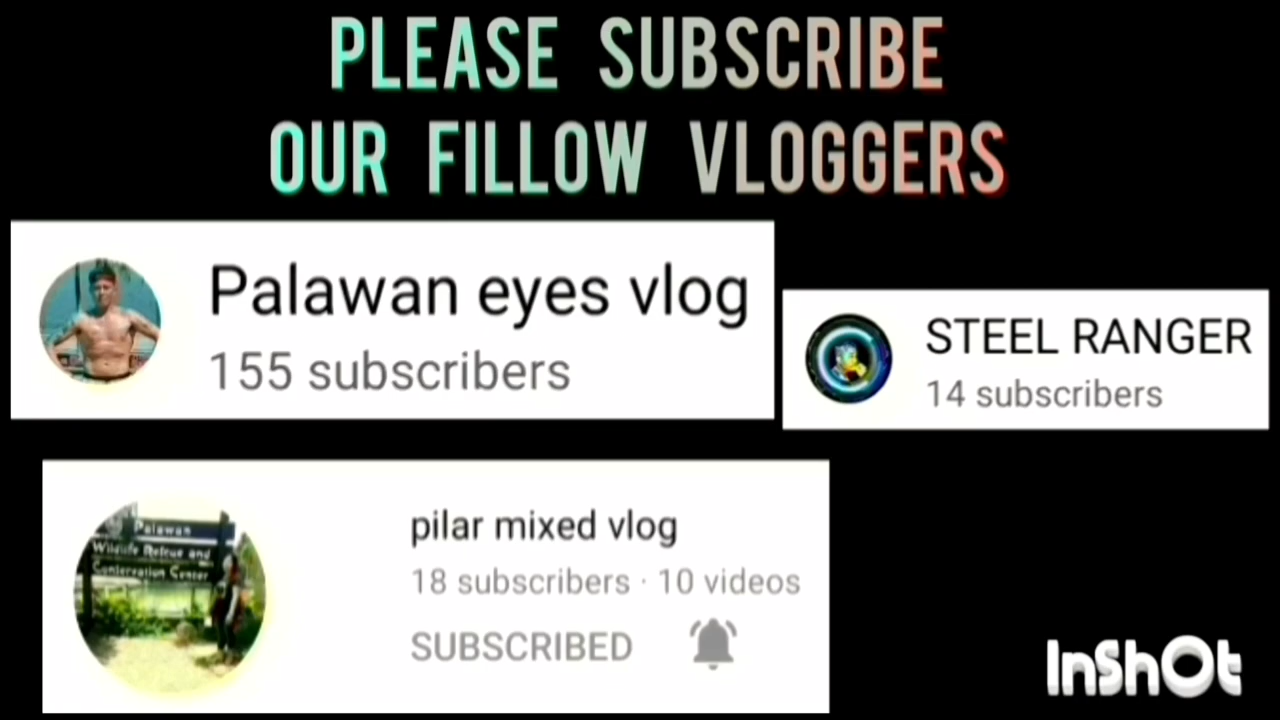 PLEASE SUBSCRIBE
OUR FILLOW VLOGGERS
Palawan eyes vlog
155 subscribers
STEEL RANGER
14 subscribers
Palawan
Wildlife Rescue and
Conservation Center
pilar mixed vlog
18 subscribers · 10 videos
SUBSCRIBED
InShOt